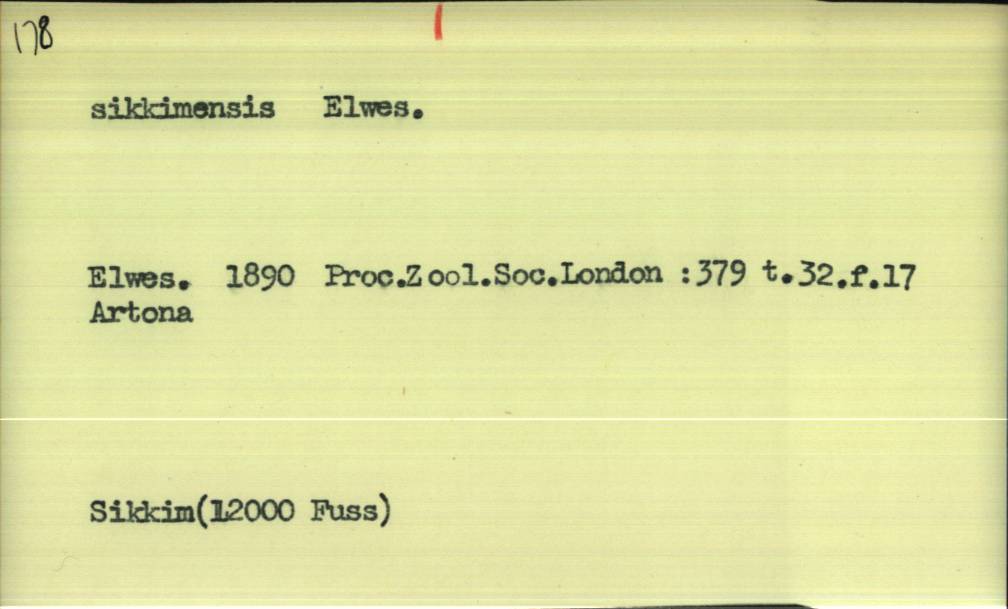 178
sikkimensis Elwes.
Elwes. 1890 Proc.Zool.Soc.London :379 t.32.f.17
Artona
Sikkim(12000 Fuss)